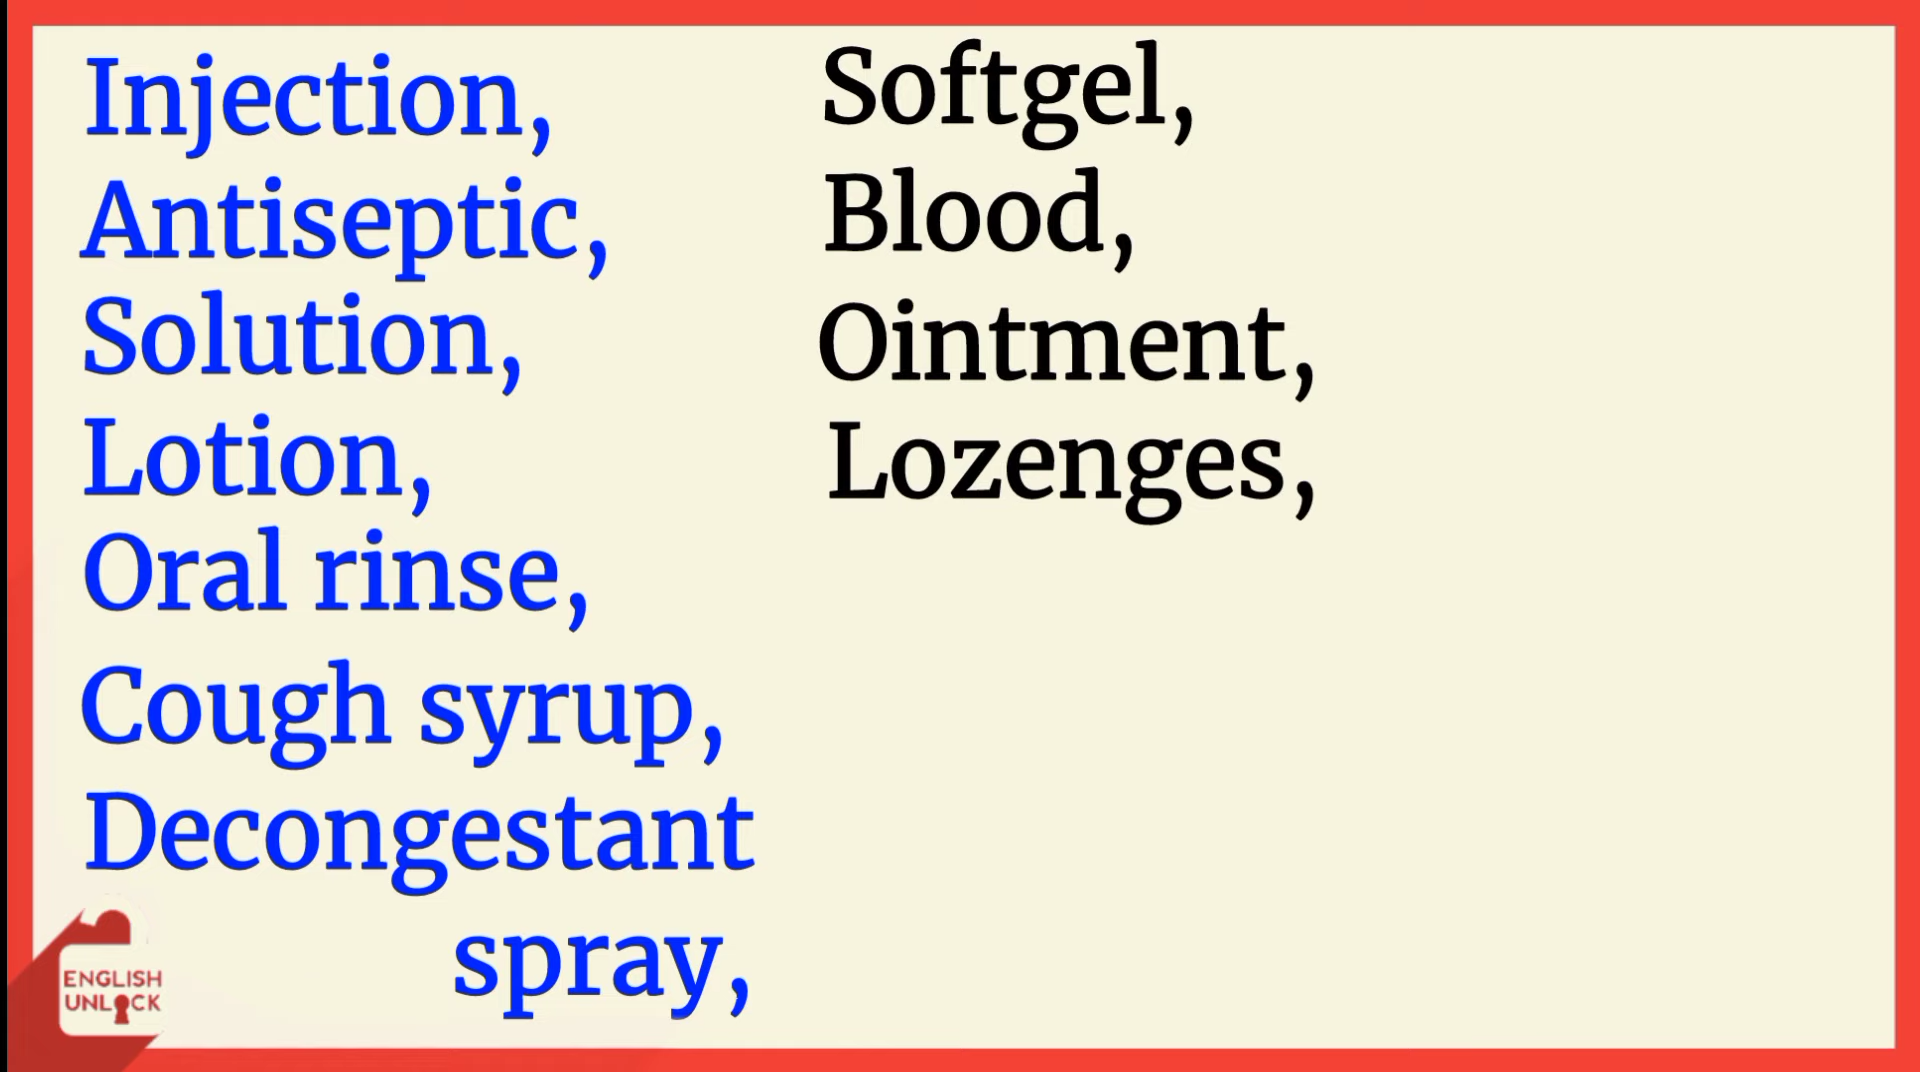 Injection,
Antiseptic,
Solution,
Lotion,
Oral rinse,
Cough syrup,
Decongestant
spray,
Softgel,
Blood,
Ointment,
Lozenges,
ENGLISH
UNLOCK